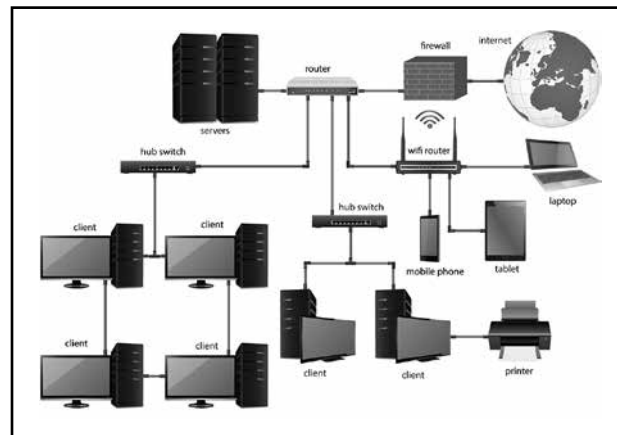 internet
firewall
router
servers
wifi router
hub switch
laptop
hub switch
client
client
mobile phone
tablet
client
client
client
client
printer